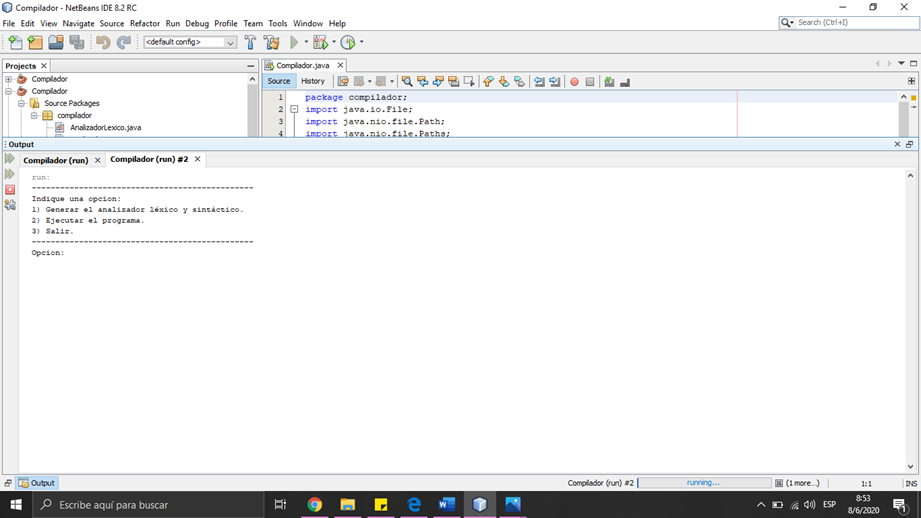 Compilador - NetBeans IDE 8.2 RC
File Edit View Navigate Source Refactor Run Debug Profile Team Tools Window Help
Search (Ctrl+I)
<default config>
Projects
Compilador.java
Compilador
Source History
Compilador
Source Packages
compilador
AnalizadorLexico.java
1 package compilador;
2 import java.io.File;
3 import java.nio.file.Path;
4 import java.nio.file.Paths;
Output
Compilador (run) Compilador (run) #2
run:
-----------------------------------------------
Indique una opcion:
1) Generar el analizador léxico y sintáctico.
2) Ejecutar el programa.
3) Salir.
-----------------------------------------------
Opcion:
Output Compilador (run) #2 running... (1 more...) 1:1 INS
Escribe aquí para buscar
ESP
8:53
8/6/2020
1